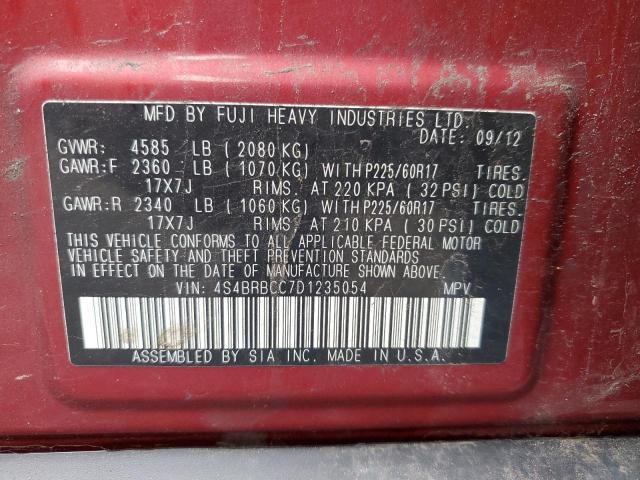 MFD BY FUJI HEAVY INDUSTRIES LTD
DATE: 09/12
GVWR: 4585 LB (2080 KG)
GAWR:F 2360 LB (1070 KG) WITH P225/60R17 TIRES.
17X7J RIMS. AT 220 KPA (32 PSI) COLD
GAWR:R 2340 LB (1060 KG) WITH P225/60R17 TIRES.
17X7J RIMS. AT 210 KPA (30 PSI) COLD
THIS VEHICLE CONFORMS TO ALL APPLICABLE FEDERAL MOTOR
VEHICLE SAFETY AND THEFT PREVENTION STANDARDS IN EFFECT
ON THE DATE OF MANUFACTURE SHOWN ABOVE.
VIN: 4S4BRBCC7D1235054 MPV
ASSEMBLED BY SIA INC. MADE IN U.S.A.